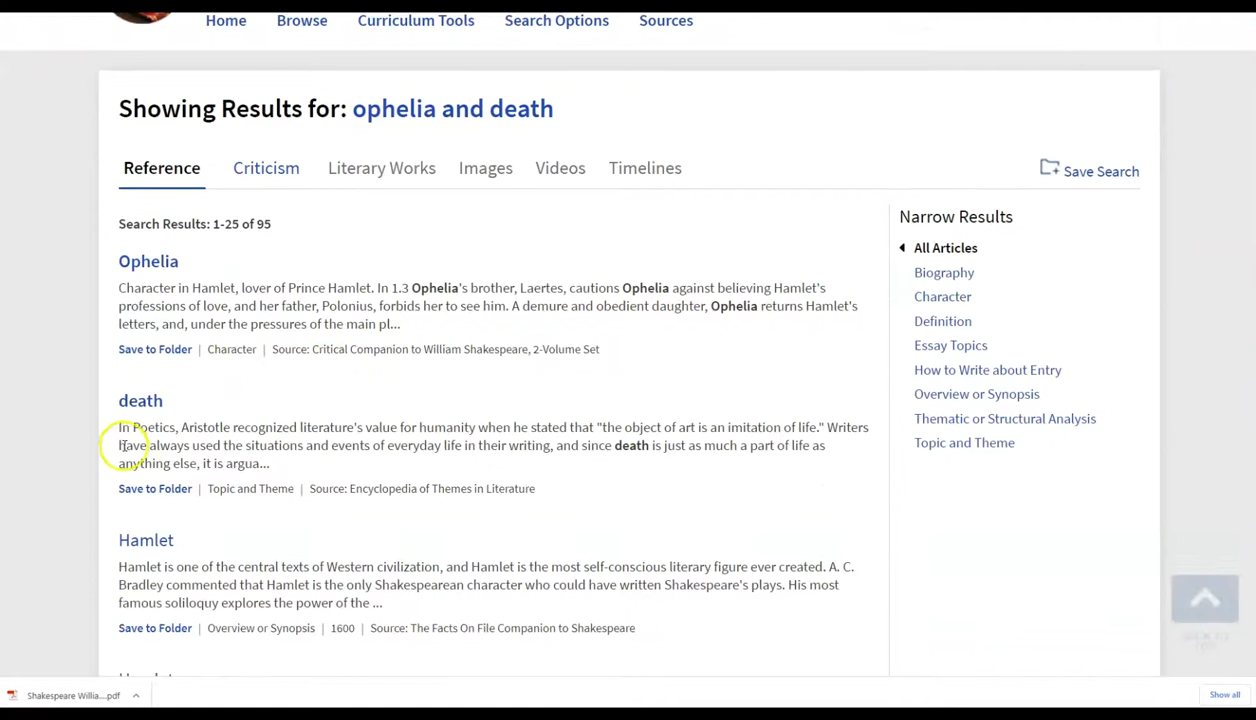 Home Browse Curriculum Tools Search Options Sources
Showing Results for: ophelia and death
Reference Criticism Literary Works Images Videos Timelines
Save Search
Search Results: 1-25 of 95
Ophelia
Character in Hamlet, lover of Prince Hamlet. In 1.3 Ophelia's brother, Laertes, cautions Ophelia against believing Hamlet's
professions of love, and her father, Polonius, forbids her to see him. A demure and obedient daughter, Ophelia returns Hamlet's
letters, and, under the pressures of the main pl...
Save to Folder | Character | Source: Critical Companion to William Shakespeare, 2-Volume Set
death
In Poetics, Aristotle recognized literature's value for humanity when he stated that "the object of art is an imitation of life." Writers
have always used the situations and events of everyday life in their writing, and since death is just as much a part of life as
anything else, it is argua...
Save to Folder | Topic and Theme | Source: Encyclopedia of Themes in Literature
Hamlet
Hamlet is one of the central texts of Western civilization, and Hamlet is the most self-conscious literary figure ever created. A. C.
Bradley commented that Hamlet is the only Shakespearean character who could have written Shakespeare's plays. His most
famous soliloquy explores the power of the ...
Save to Folder | Overview or Synopsis | 1600 | Source: The Facts On File Companion to Shakespeare
Narrow Results
All Articles
Biography
Character
Definition
Essay Topics
How to Write about Entry
Overview or Synopsis
Thematic or Structural Analysis
Topic and Theme
Shakespeare Willia....pdf
Show all